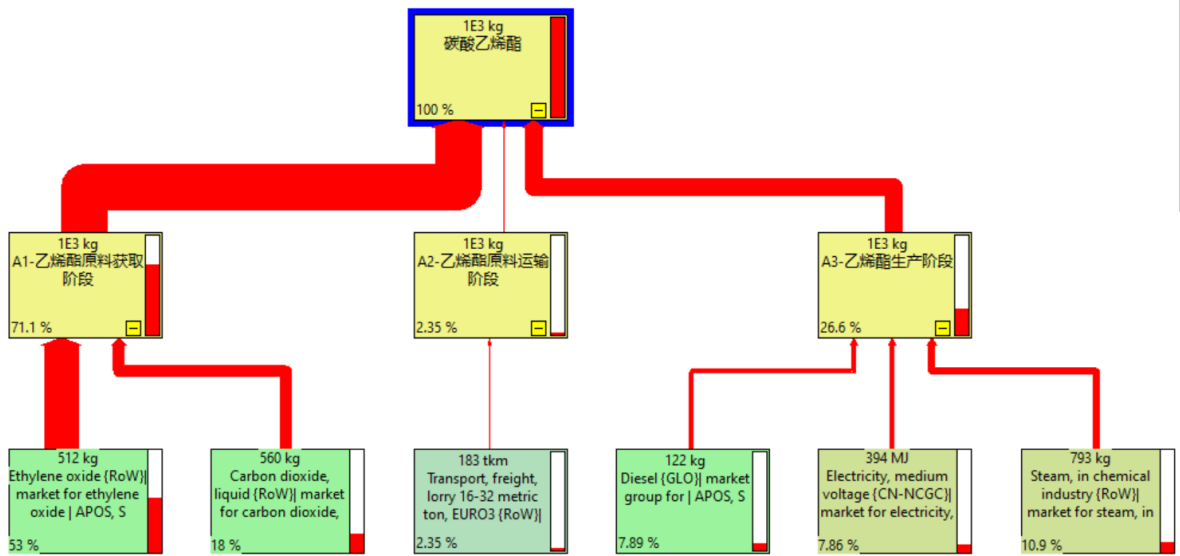 1E3 kg
碳酸乙烯酯
100 %
1E3 kg
A1-乙烯酯原料获取
阶段
71.1 %
1E3 kg
A2-乙烯酯原料运输
阶段
2.35 %
1E3 kg
A3-乙烯酯生产阶段
26.6 %
512 kg
Ethylene oxide {RoW}|
market for ethylene
oxide | APOS, S
53 %
560 kg
Carbon dioxide,
liquid {RoW}| market
for carbon dioxide,
18 %
183 tkm
Transport, freight,
lorry 16-32 metric
ton, EURO3 {RoW}|
2.35 %
122 kg
Diesel {GLO}| market
group for | APOS, S
7.89 %
394 MJ
Electricity, medium
voltage {CN-NCGC}|
market for electricity,
7.86 %
793 kg
Steam, in chemical
industry {RoW}|
market for steam, in
10.9 %